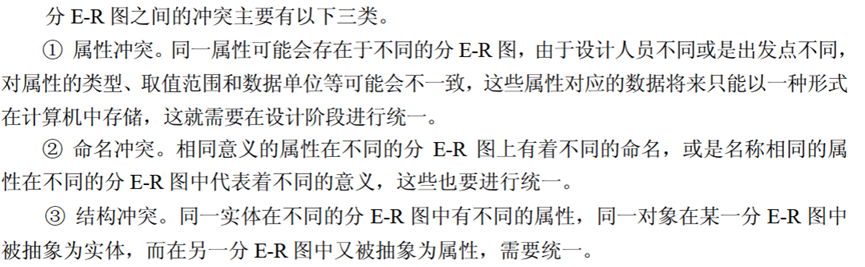 分 E-R 图之间的冲突主要有以下三类。
① 属性冲突。同一属性可能会存在于不同的分 E-R 图，由于设计人员不同或是出发点不同，
对属性的类型、取值范围和数据单位等可能会不一致，这些属性对应的数据将来只能以一种形式
在计算机中存储，这就需要在设计阶段进行统一。
② 命名冲突。相同意义的属性在不同的分 E-R 图上有着不同的命名，或是名称相同的属
性在不同的分 E-R 图中代表着不同的意义，这些也要进行统一。
③ 结构冲突。同一实体在不同的分 E-R 图中有不同的属性，同一对象在某一分 E-R 图中
被抽象为实体，而在另一分 E-R 图中又被抽象为属性，需要统一。